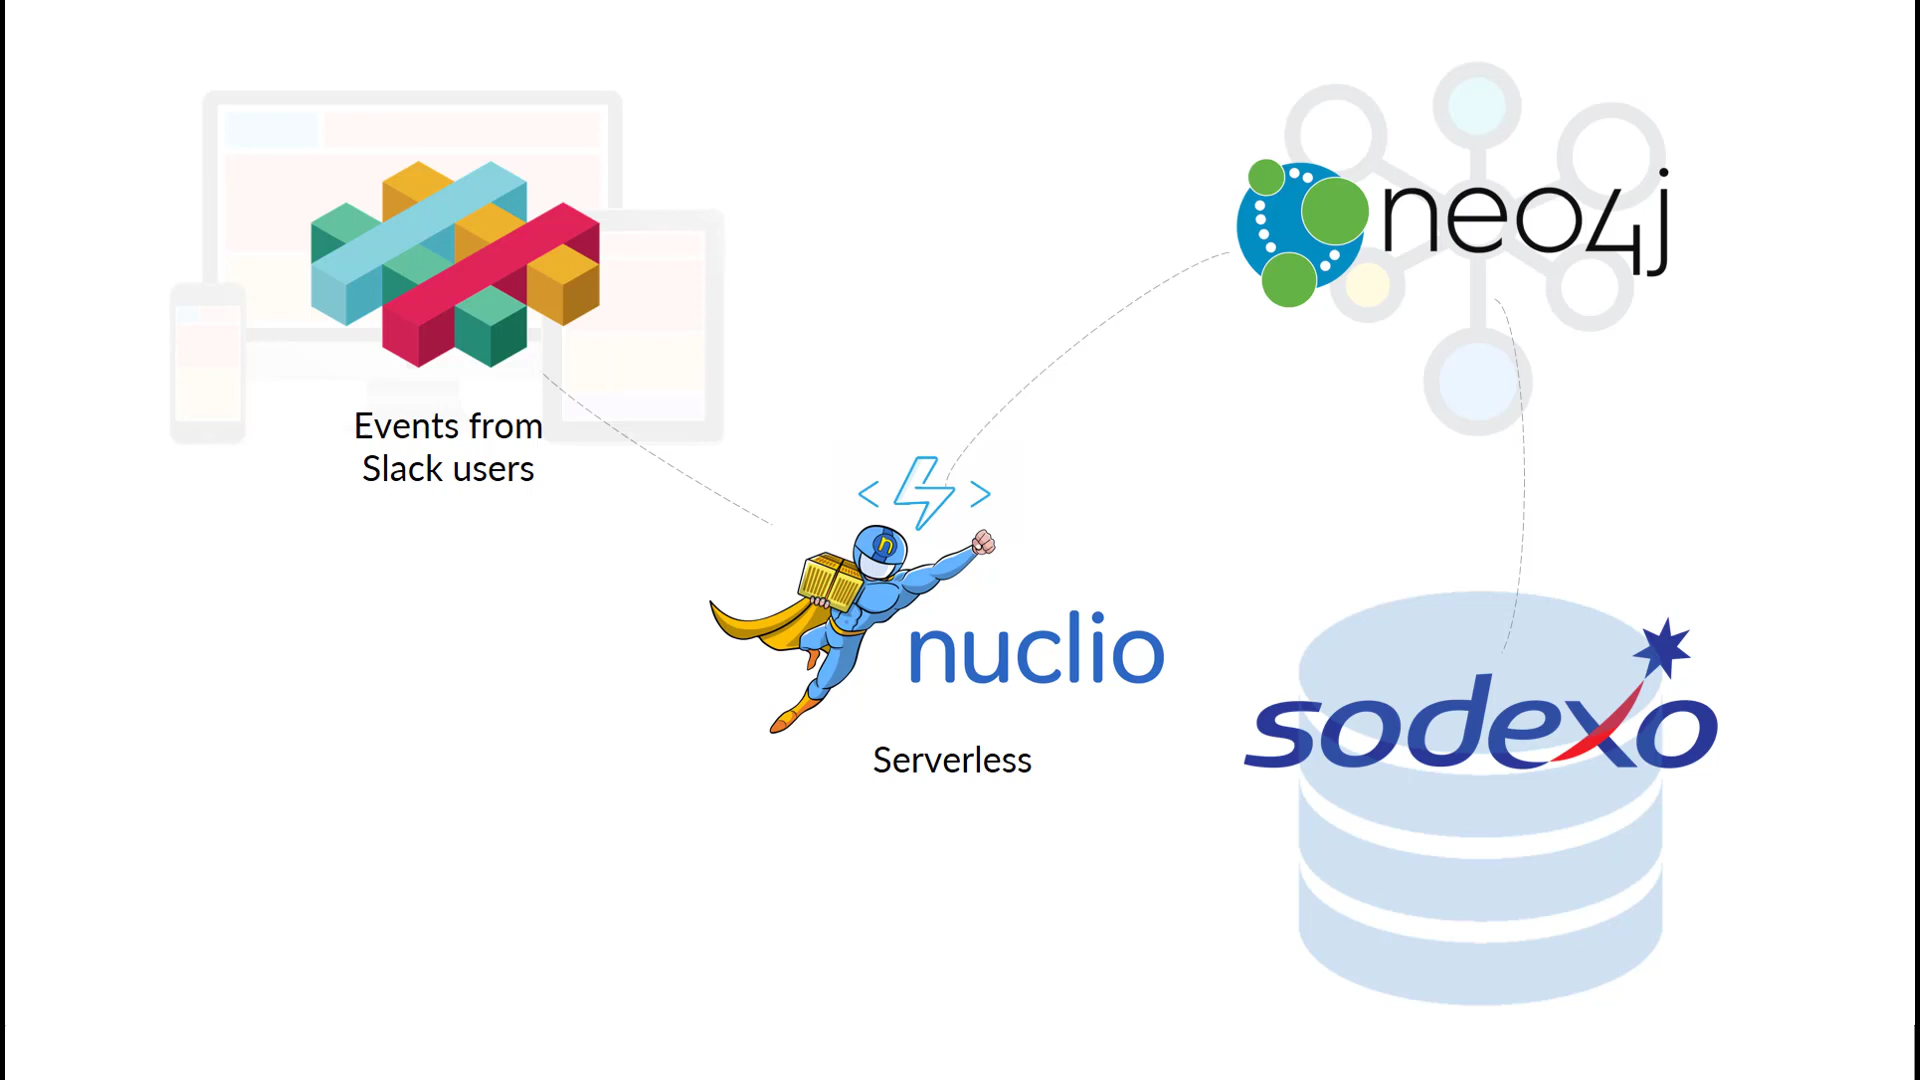 neo4j
Events from
Slack users
< >
n
nuclio
sodexo
Serverless